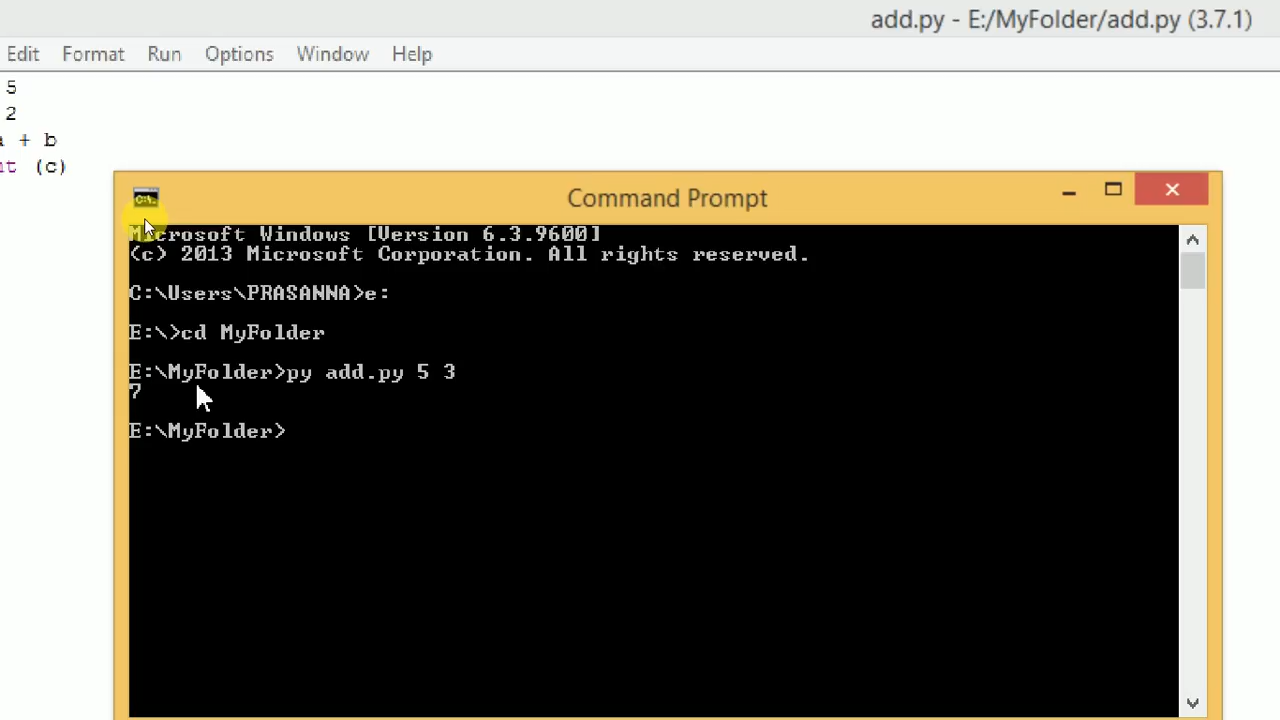 add.py - E:/MyFolder/add.py (3.7.1)
Edit Format Run Options Window Help
5
2
+ b
(c)
Command Prompt
Microsoft Windows [Version 6.3.9600]
(c) 2013 Microsoft Corporation. All rights reserved.
C:\Users\PRASANNA>e:
E:\>cd MyFolder
E:\MyFolder>py add.py 5 3
7
E:\MyFolder>